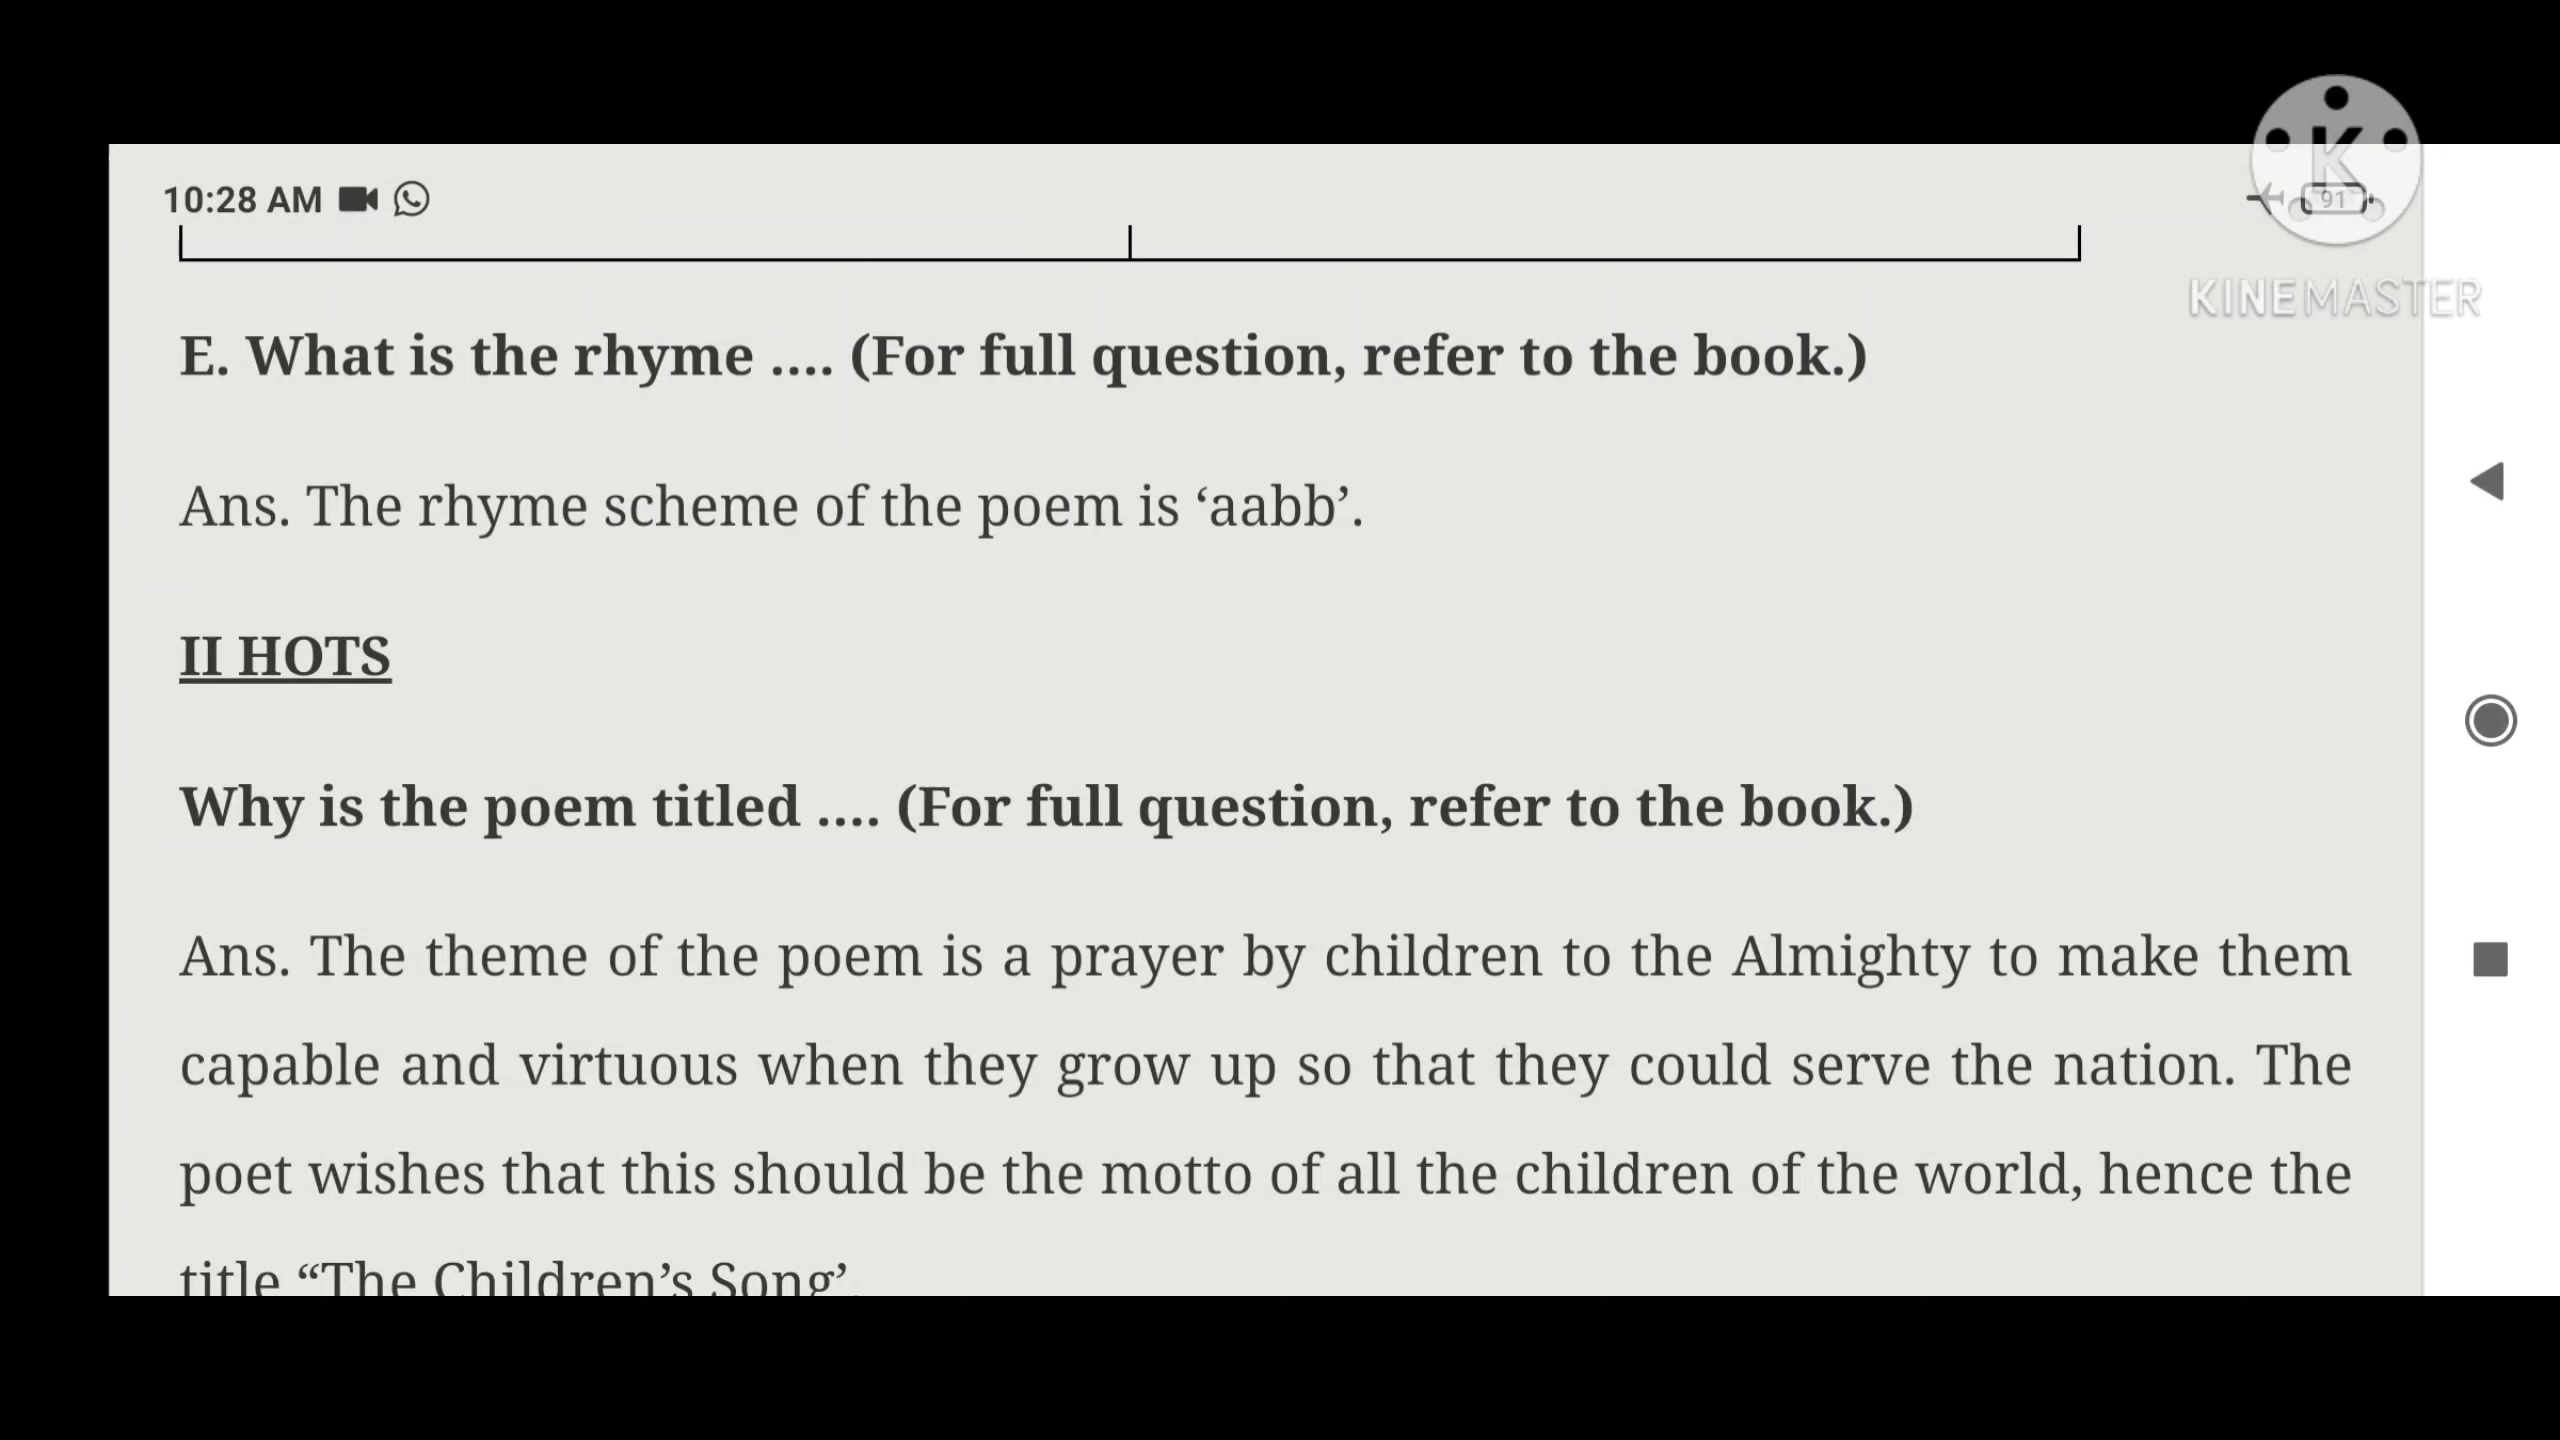 10:28 AM
91
KINEMASTER
E. What is the rhyme .... (For full question, refer to the book.)
Ans. The rhyme scheme of the poem is ‘aabb’.
II HOTS
Why is the poem titled .... (For full question, refer to the book.)
Ans. The theme of the poem is a prayer by children to the Almighty to make them
capable and virtuous when they grow up so that they could serve the nation. The
poet wishes that this should be the motto of all the children of the world, hence the
title “The Children’s Song’.